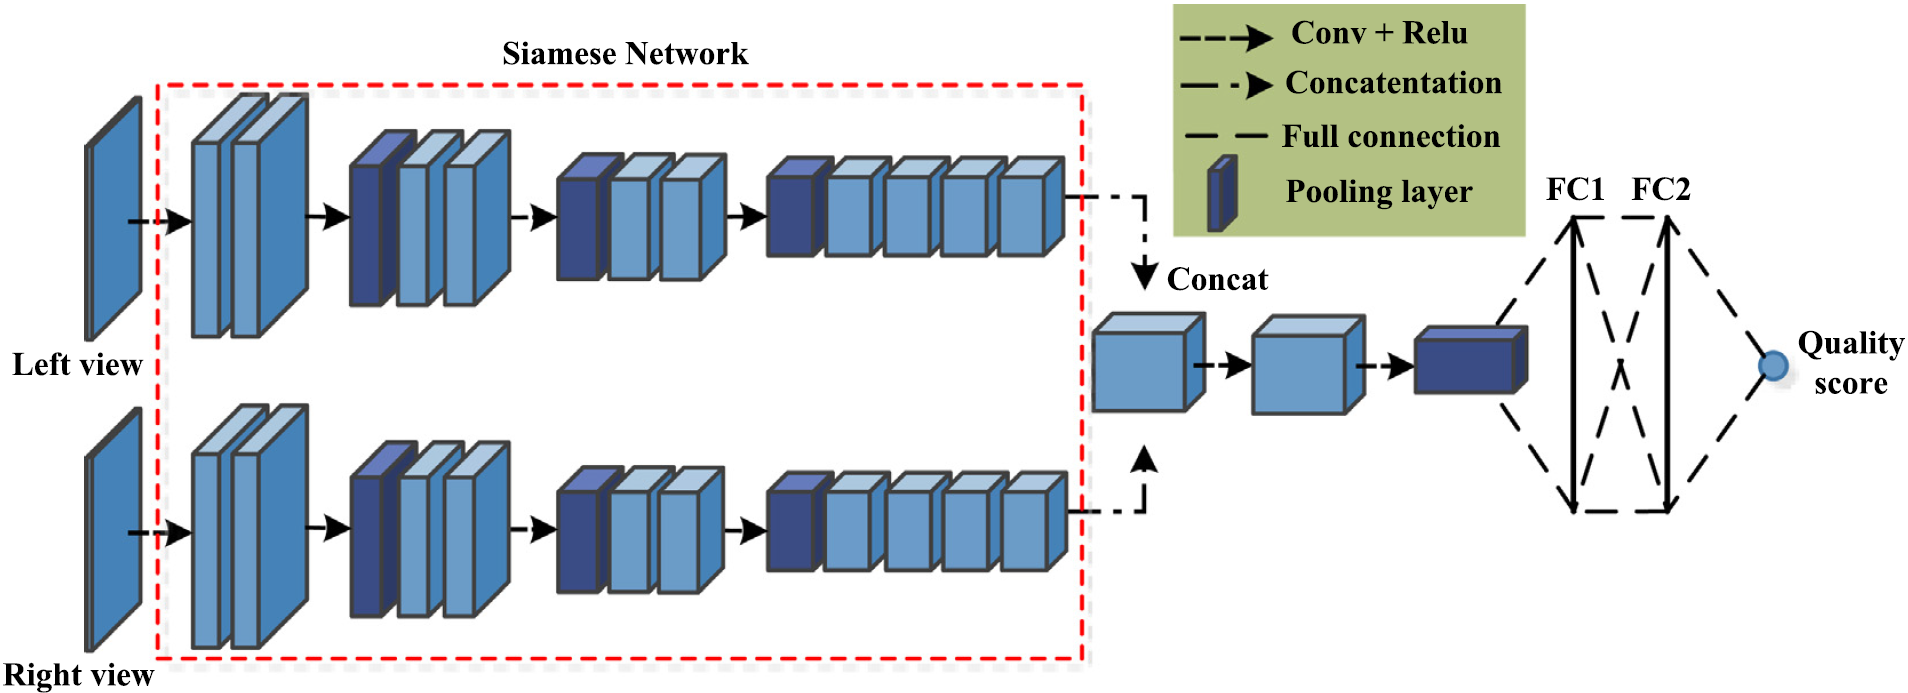 Siamese Network
Conv + Relu
Concatentation
Full connection
Pooling layer
FC1 FC2
Left view
Concat
Quality
score
Right view